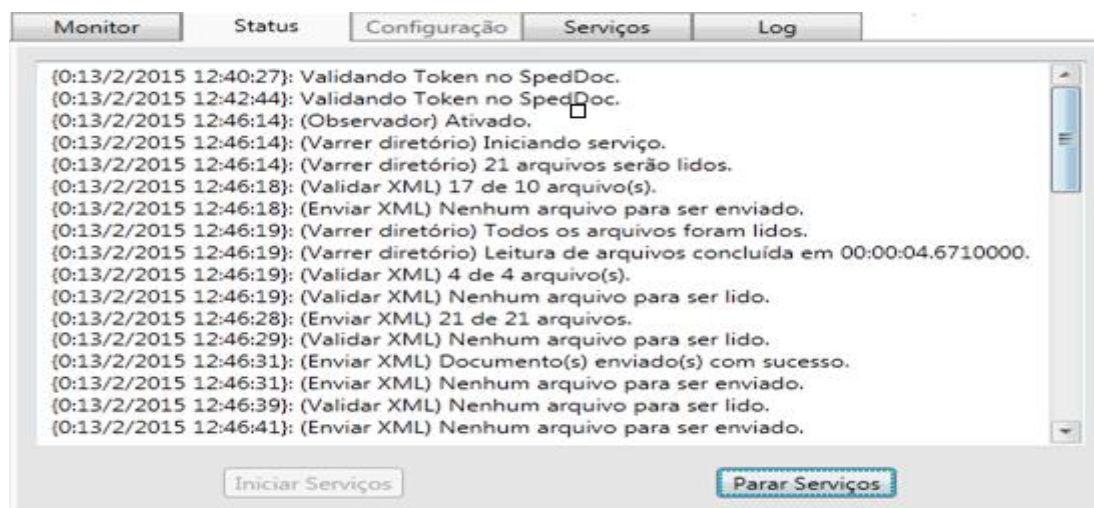 Monitor Status Configuração Serviços Log
{0:13/2/2015 12:40:27}: Validando Token no SpedDoc.
{0:13/2/2015 12:42:44}: Validando Token no SpedDoc.
{0:13/2/2015 12:46:14}: (Observador) Ativado.
{0:13/2/2015 12:46:14}: (Varrer diretório) Iniciando serviço.
{0:13/2/2015 12:46:14}: (Varrer diretório) 21 arquivos serão lidos.
{0:13/2/2015 12:46:18}: (Validar XML) 17 de 10 arquivo(s).
{0:13/2/2015 12:46:18}: (Enviar XML) Nenhum arquivo para ser enviado.
{0:13/2/2015 12:46:19}: (Varrer diretório) Todos os arquivos foram lidos.
{0:13/2/2015 12:46:19}: (Varrer diretório) Leitura de arquivos concluída em 00:00:04.6710000.
{0:13/2/2015 12:46:19}: (Validar XML) 4 de 4 arquivo(s).
{0:13/2/2015 12:46:19}: (Validar XML) Nenhum arquivo para ser lido.
{0:13/2/2015 12:46:28}: (Enviar XML) 21 de 21 arquivos.
{0:13/2/2015 12:46:29}: (Validar XML) Nenhum arquivo para ser lido.
{0:13/2/2015 12:46:31}: (Enviar XML) Documento(s) enviado(s) com sucesso.
{0:13/2/2015 12:46:31}: (Enviar XML) Nenhum arquivo para ser enviado.
{0:13/2/2015 12:46:39}: (Validar XML) Nenhum arquivo para ser lido.
{0:13/2/2015 12:46:41}: (Enviar XML) Nenhum arquivo para ser enviado.
Iniciar Serviços Parar Serviços